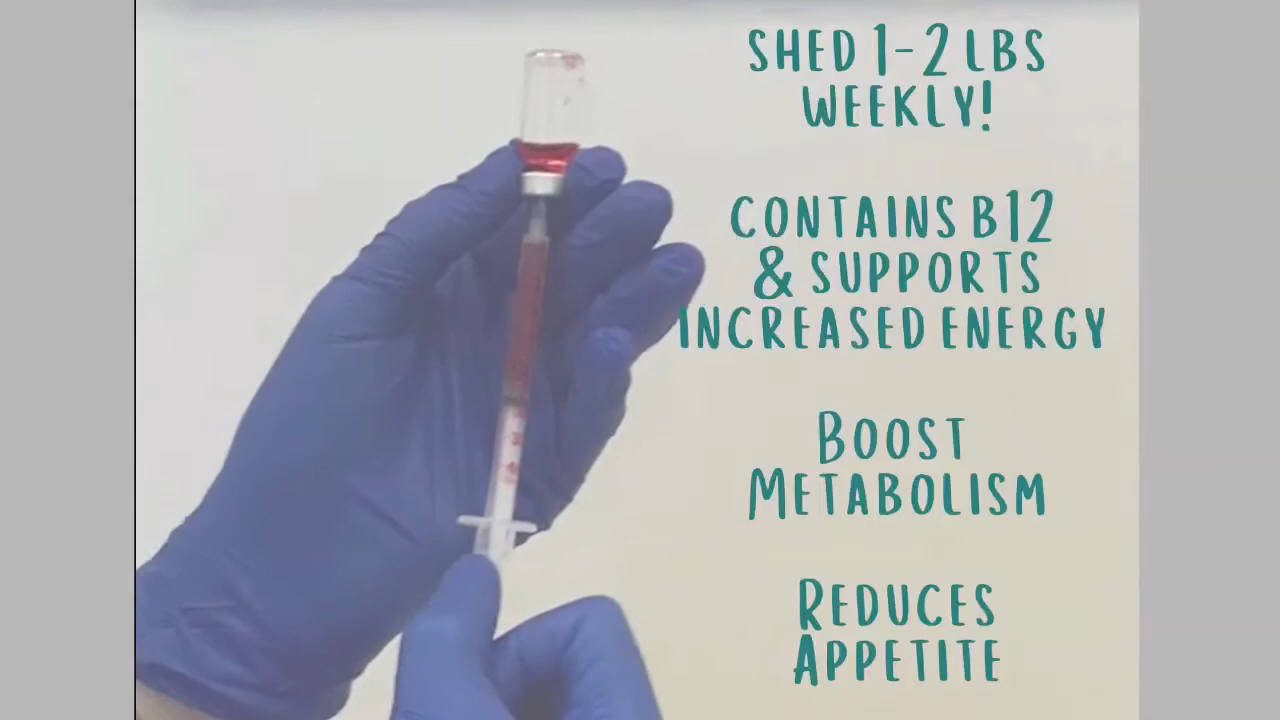 SHED 1-2 LBS
WEEKLY!
CONTAINS B12
& SUPPORTS
INCREASED ENERGY
BOOST
METABOLISM
REDUCES
APPETITE